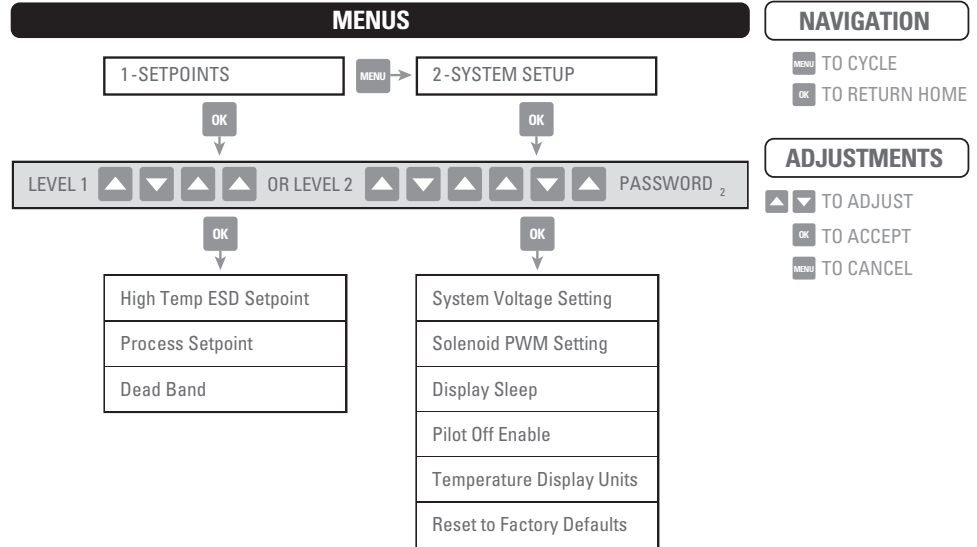 MENUS
1-SETPOINTS
MENU
2-SYSTEM SETUP
OK
OK
LEVEL 1 OR LEVEL 2 PASSWORD 2
OK
OK
High Temp ESD Setpoint
Process Setpoint
Dead Band
System Voltage Setting
Solenoid PWM Setting
Display Sleep
Pilot Off Enable
Temperature Display Units
Reset to Factory Defaults
NAVIGATION
MENU TO CYCLE
OK TO RETURN HOME
ADJUSTMENTS
TO ADJUST
OK TO ACCEPT
MENU TO CANCEL